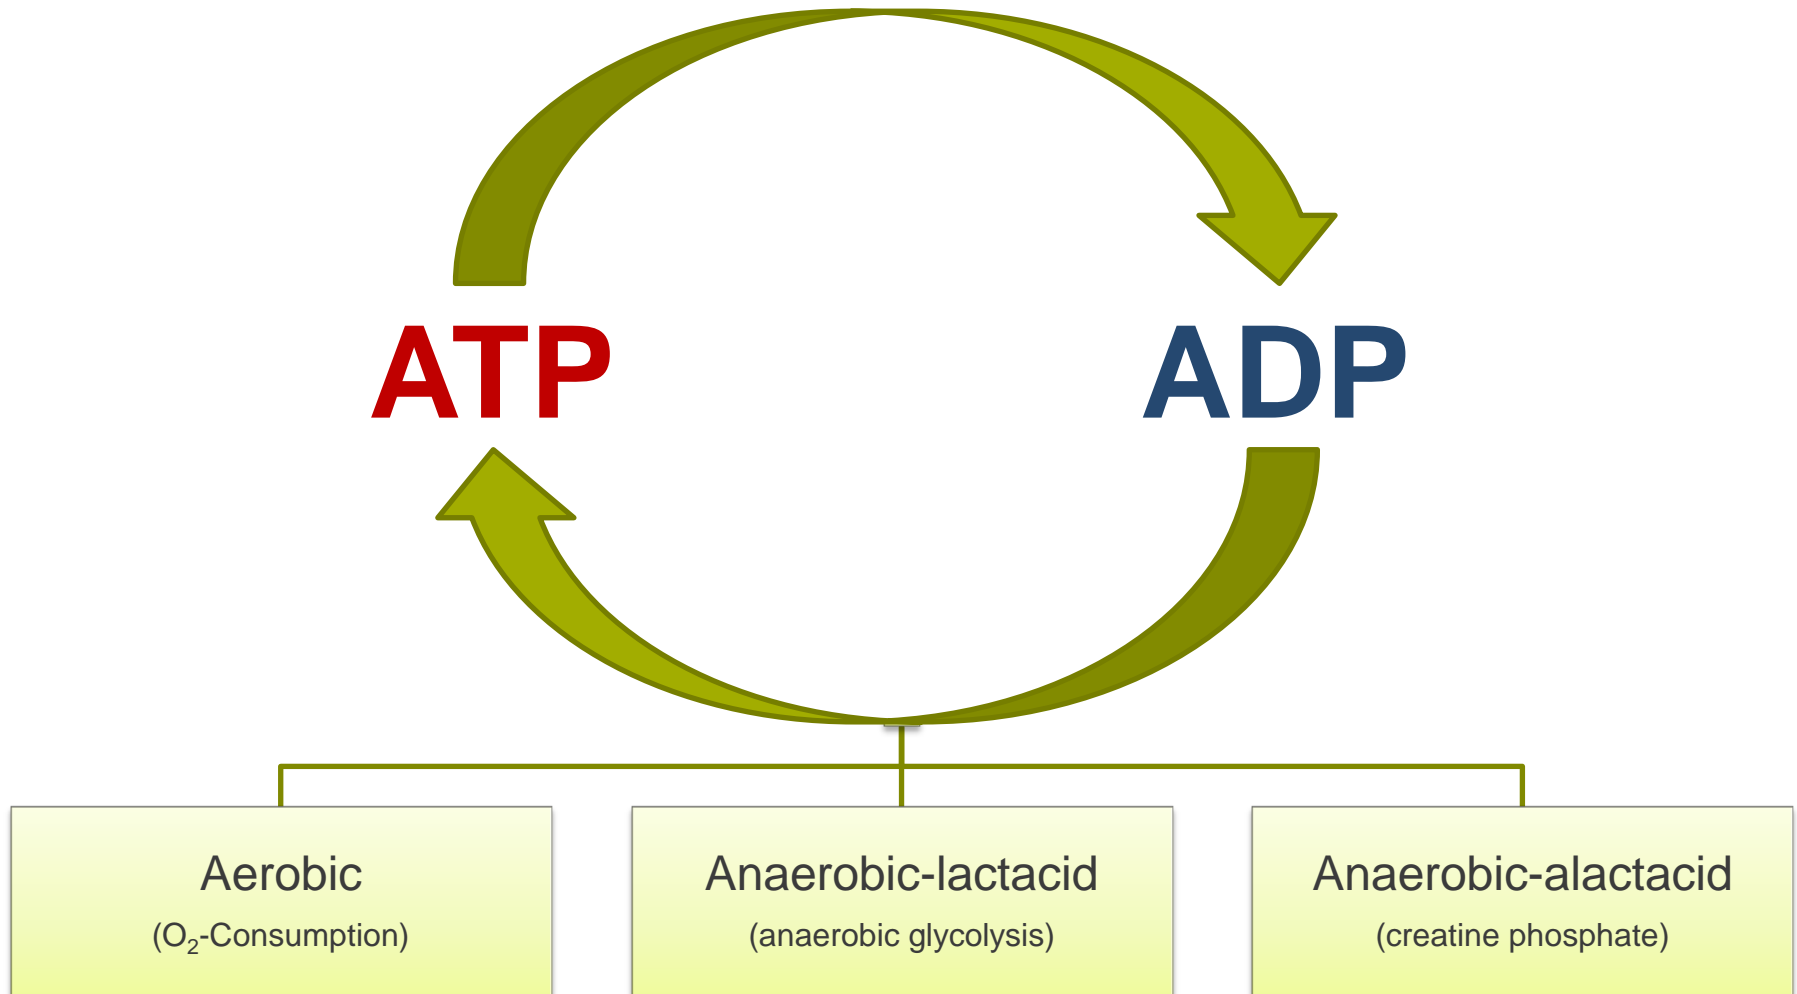 ATP
ADP
Aerobic
(O₂-Consumption)
Anaerobic-lactacid
(anaerobic glycolysis)
Anaerobic-alactacid
(creatine phosphate)